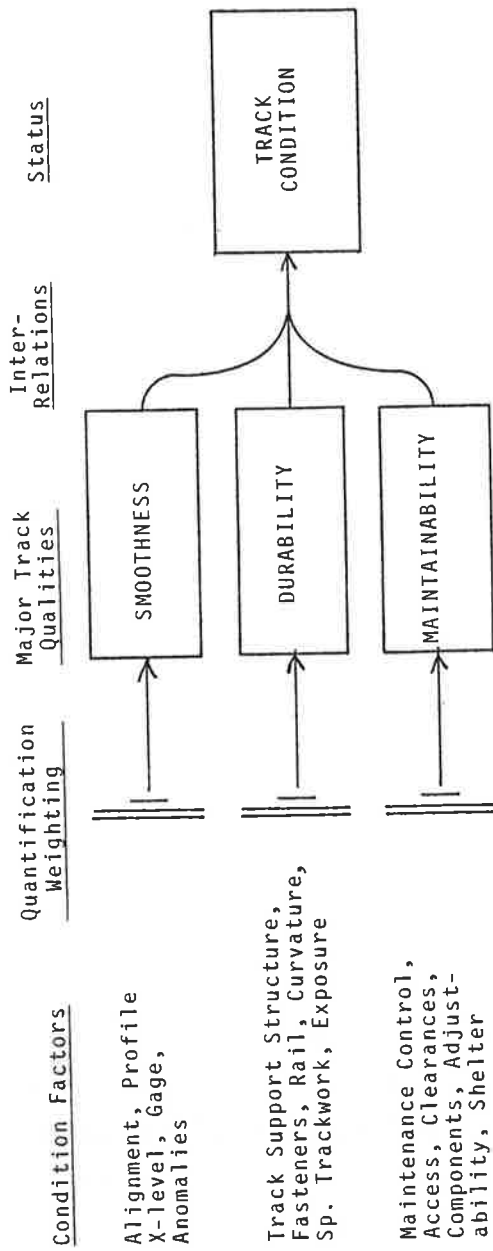 Condition Factors
Quantification
Weighting
Major Track
Qualities
Inter-
Relations
Status
Alignment, Profile
X-level, Gage,
Anomalies
SMOOTHNESS
Track Support Structure,
Fasteners, Rail, Curvature,
Sp. Trackwork, Exposure
DURABILITY
TRACK
CONDITION
Maintenance Control,
Access, Clearances,
Components, Adjust-
ability, Shelter
MAINTAINABILITY